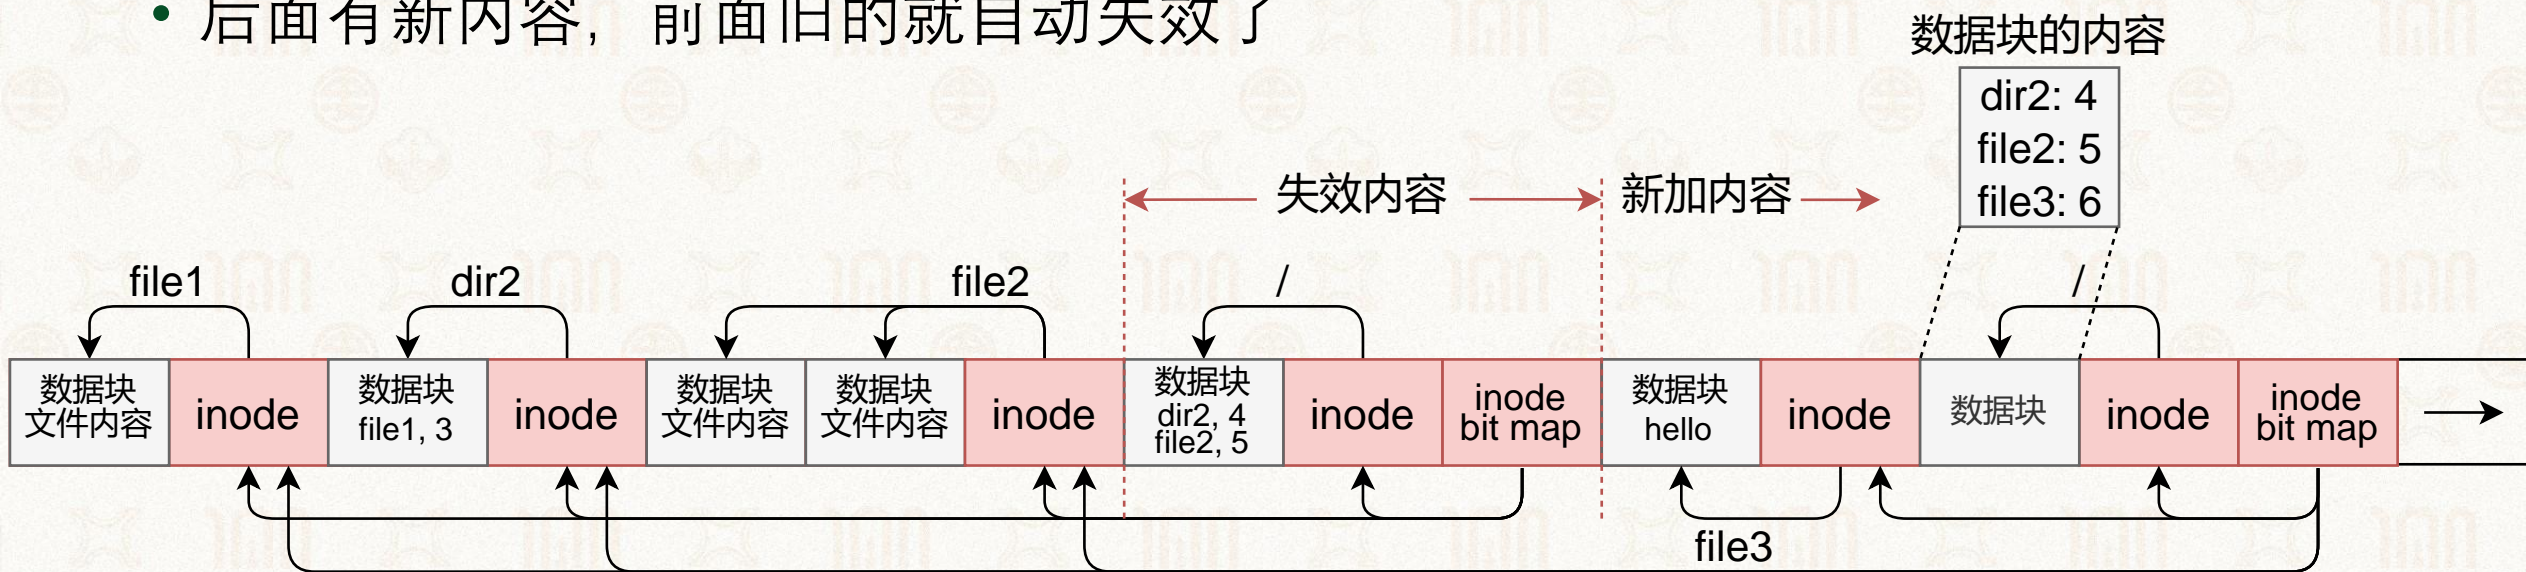 • 后面有新内容，前面旧的就自动失效了
数据块的内容
dir2: 4
file2: 5
file3: 6
失效内容
新加内容
file1
dir2
file2
/
/
数据块
文件内容
inode
数据块
file1, 3
inode
数据块
文件内容
数据块
文件内容
inode
数据块
dir2, 4
file2, 5
inode
inode
bit map
数据块
hello
inode
数据块
inode
inode
bit map
file3